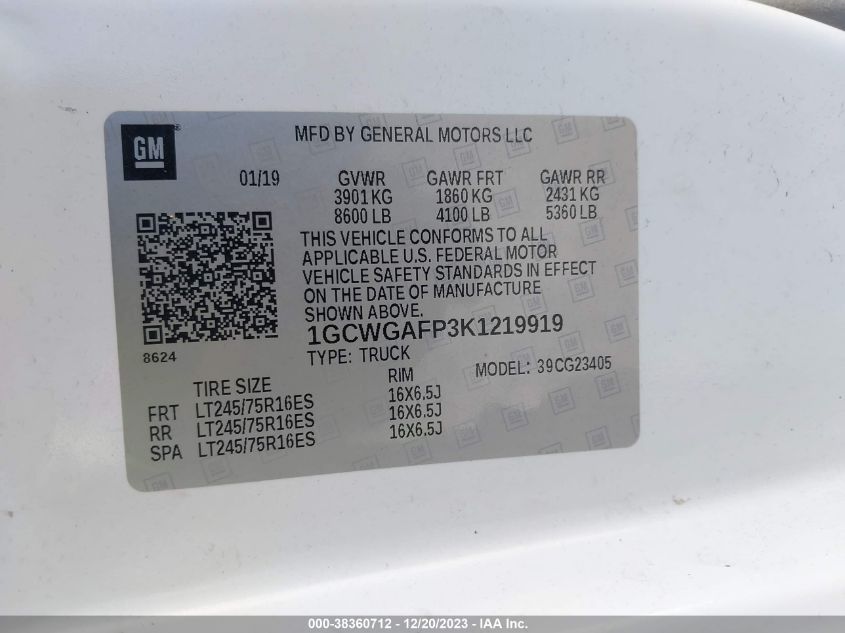 GM ®
MFD BY GENERAL MOTORS LLC
01/19 GVWR GAWR FRT GAWR RR
3901 KG 1860 KG 2431 KG
8600 LB 4100 LB 5360 LB
THIS VEHICLE CONFORMS TO ALL
APPLICABLE U.S. FEDERAL MOTOR
VEHICLE SAFETY STANDARDS IN EFFECT
ON THE DATE OF MANUFACTURE
SHOWN ABOVE.
1GCWGAFP3K1219919
8624
TYPE: TRUCK
MODEL: 39CG23405
TIRE SIZE RIM
FRT LT245/75R16ES 16X6.5J
RR LT245/75R16ES 16X6.5J
SPA LT245/75R16ES 16X6.5J
000-38360712 - 12/20/2023 - IAA Inc.